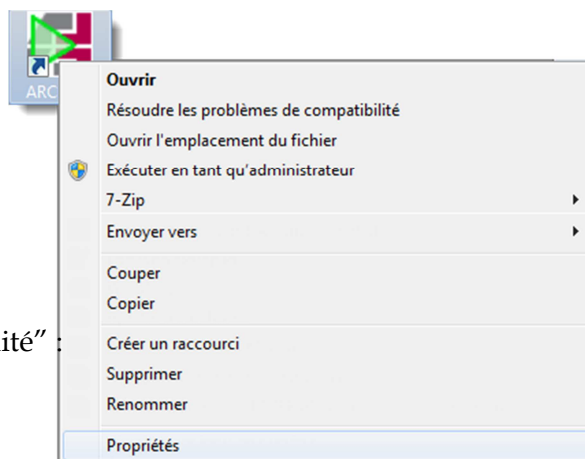 ARC
Ouvrir
Résoudre les problèmes de compatibilité
Ouvrir l'emplacement du fichier
Exécuter en tant qu'administrateur
7-Zip
Envoyer vers
Couper
Copier
ité” :
Créer un raccourci
Supprimer
Renommer
Propriétés